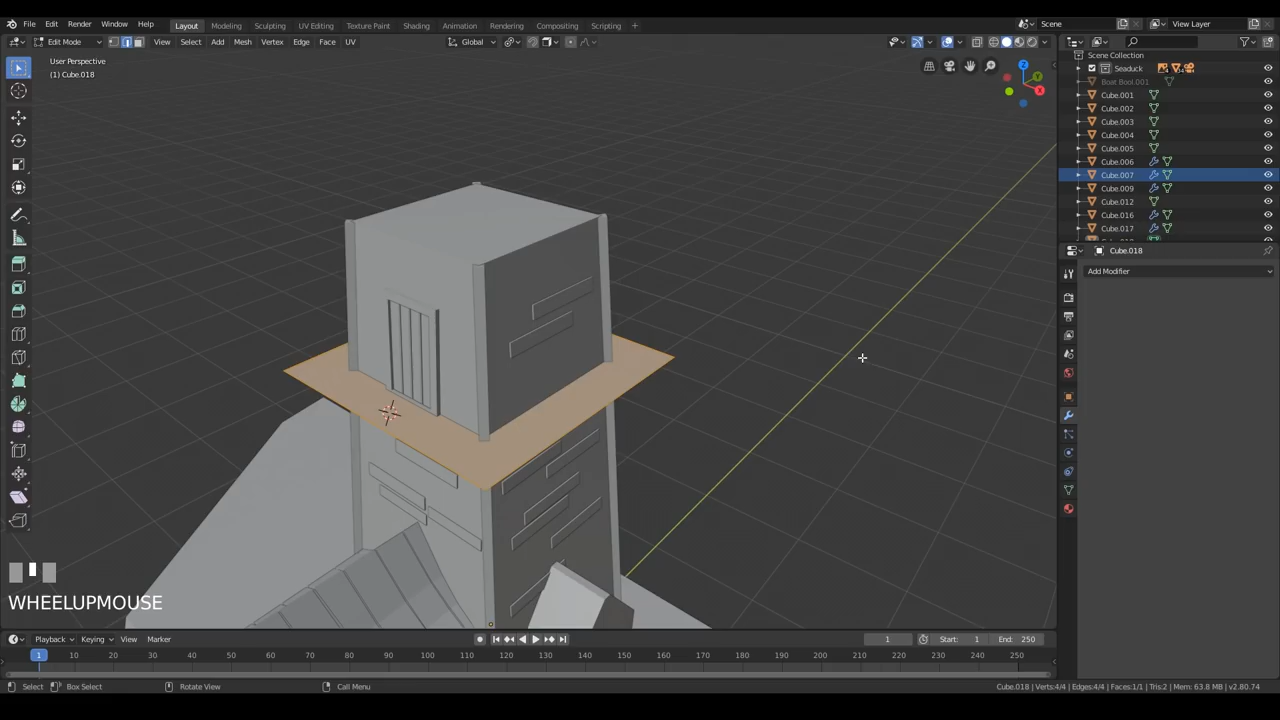 File Edit Render Window Help Layout Modeling Sculpting UV Editing Texture Paint Shading Animation Rendering Compositing Scripting + Scene View Layer
Edit Mode View Select Add Mesh Vertex Edge Face UV Global
User Perspective
(1) Cube.018
Z
Y
X
Scene Collection
Seaduck
Boat Bool.001
Cube.001
Cube.002
Cube.003
Cube.004
Cube.005
Cube.006
Cube.007
Cube.009
Cube.012
Cube.016
Cube.017
Cube.018
Add Modifier
WHEELUPMOUSE
Playback Keying View Marker 1 Start: 1 End: 250
1 10 20 30 40 50 60 70 80 90 100 110 120 130 140 150 160 170 180 190 200 210 220 230 240 250
Select Box Select Rotate View Call Menu Cube.018 | Verts:4/4 | Edges:4/4 | Faces:1/1 | Tris:2 | Mem: 63.8 MB | v2.80.74